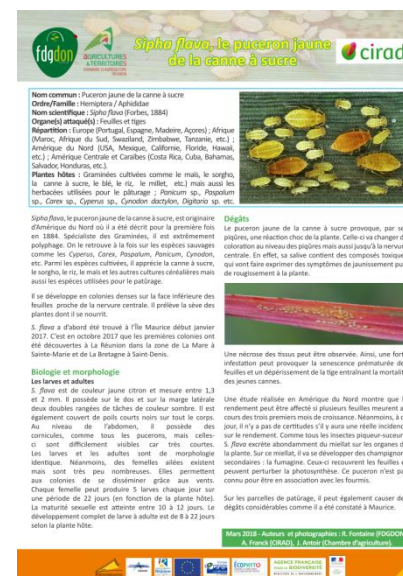 fdgdon
AGRICULTURES
& TERRITOIRES
Sipha flava, le puceron jaune
de la canne à sucre
cirad
Nom commun : Puceron jaune de la canne à sucre
Ordre/Famille : Hemiptera / Aphididae
Nom scientifique : Sipha flava (Forbes, 1884)
Organe(s) attaqué(s) : Feuilles et tiges
Répartition : Europe (Portugal, Espagne, Madeire, Açores) ; Afrique
(Maroc, Afrique du Sud, Swaziland, Zimbabwe, Tanzanie, etc.) ;
Amérique du Nord (USA, Mexique, Californie, Floride, Hawaii,
etc.) ; Amérique Centrale et Caraïbes (Costa Rica, Cuba, Bahamas,
Salvador, Honduras, etc.).
Plantes hôtes : Graminées cultivées comme le maïs, le sorgho,
la canne à sucre, le blé, le riz, le millet, etc.) mais aussi les
herbacées utilisées pour le pâturage ; Panicum sp., Paspalum
sp., Carex sp., Cyperus sp., Cynodon dactylon, Digitaria sp. etc.
Sipha flava, le puceron jaune de la canne à sucre, est originaire
d'Amérique du Nord où il a été décrit pour la première fois
en 1884. Spécialiste des Graminées, il est extrêmement
polyphage. On le retrouve à la fois sur les espèces sauvages
comme les Cyperus, Carex, Paspalum, Panicum, Cynodon,
etc. Parmi les espèces cultivées, il apprécie la canne à sucre,
le sorgho, le riz, le maïs et les autres cultures céréalières mais
aussi les espèces utilisées pour le pâturage.
Il se développe en colonies denses sur la face inférieure des
feuilles proche de la nervure centrale. Il prélève la sève des
plantes dont il se nourrit.
S. flava a d'abord été trouvé à l'Île Maurice début janvier
2017. C'est en octobre 2017 que les premières colonies ont
été découvertes à La Réunion dans la zone de La Mare à
Sainte-Marie et de La Bretagne à Saint-Denis.
Biologie et morphologie
Les larves et adultes
S. flava est de couleur jaune citron et mesure entre 1,3
et 2 mm. Il possède sur le dos et sur la marge latérale
deux doubles rangées de tâches de couleur sombre. Il est
également couvert de poils courts noirs sur tout le corps.
Au niveau de l'abdomen, il possède des
cornicules, comme tous les pucerons, mais celles-
ci sont difficilement visibles car très courtes.
Les larves et les adultes sont de morphologie
identique. Néanmoins, des femelles ailées existent
mais sont très peu nombreuses. Elles permettent
aux colonies de se disséminer grâce aux vents.
Chaque femelle peut produire 5 larves chaque jour sur
une période de 22 jours (en fonction de la plante hôte).
La maturité sexuelle est atteinte entre 10 à 12 jours. Le
développement complet de larve à adulte est de 8 à 22 jours
selon la plante hôte.
Dégâts
Le puceron jaune de la canne à sucre provoque, par se
piqûres, une réaction choc de la plante. Celle-ci va changer d
coloration au niveau des piqûres mais aussi jusqu'à la nervur
centrale. En effet, sa salive contient des composés toxique
qui vont faire exprimer des symptômes de jaunissement pui
de rougissement à la plante.
Une nécrose des tissus peut être observée. Ainsi, une fort
infestation peut provoquer la senescence prématurée de
feuilles et un dépérissement de la tige entraînant la mortalit
des jeunes cannes.
Une étude réalisée en Amérique du Nord montre que l
rendement peut être affecté si plusieurs feuilles meurent a
cours des trois premiers mois de croissance. Néanmoins, à c
jour, il n'y a pas de certitudes s'il y aura une réelle incidenc
sur le rendement. Comme tous les insectes piqueur-suceur
S. flava excrète abondamment du miellat sur les organes d
la plante. Sur ce miellat, il va se développer des champignon
secondaires : la fumagine. Ceux-ci recouvrent les feuilles e
peuvent perturber la photosynthèse. Ce puceron n'est pa
connu pour être en association avec les fourmis.
Sur les parcelles de pâturage, il peut également causer de
dégâts considérables comme il a été constaté à Maurice.
Mars 2018 - Auteurs et photographies : R. Fontaine (FDGDON
A. Franck (CIRAD), J. Antoir (Chambre d'agriculture).
ÉCOPHYTO
AGENCE FRANÇAISE
POUR LA BIODIVERSITÉ